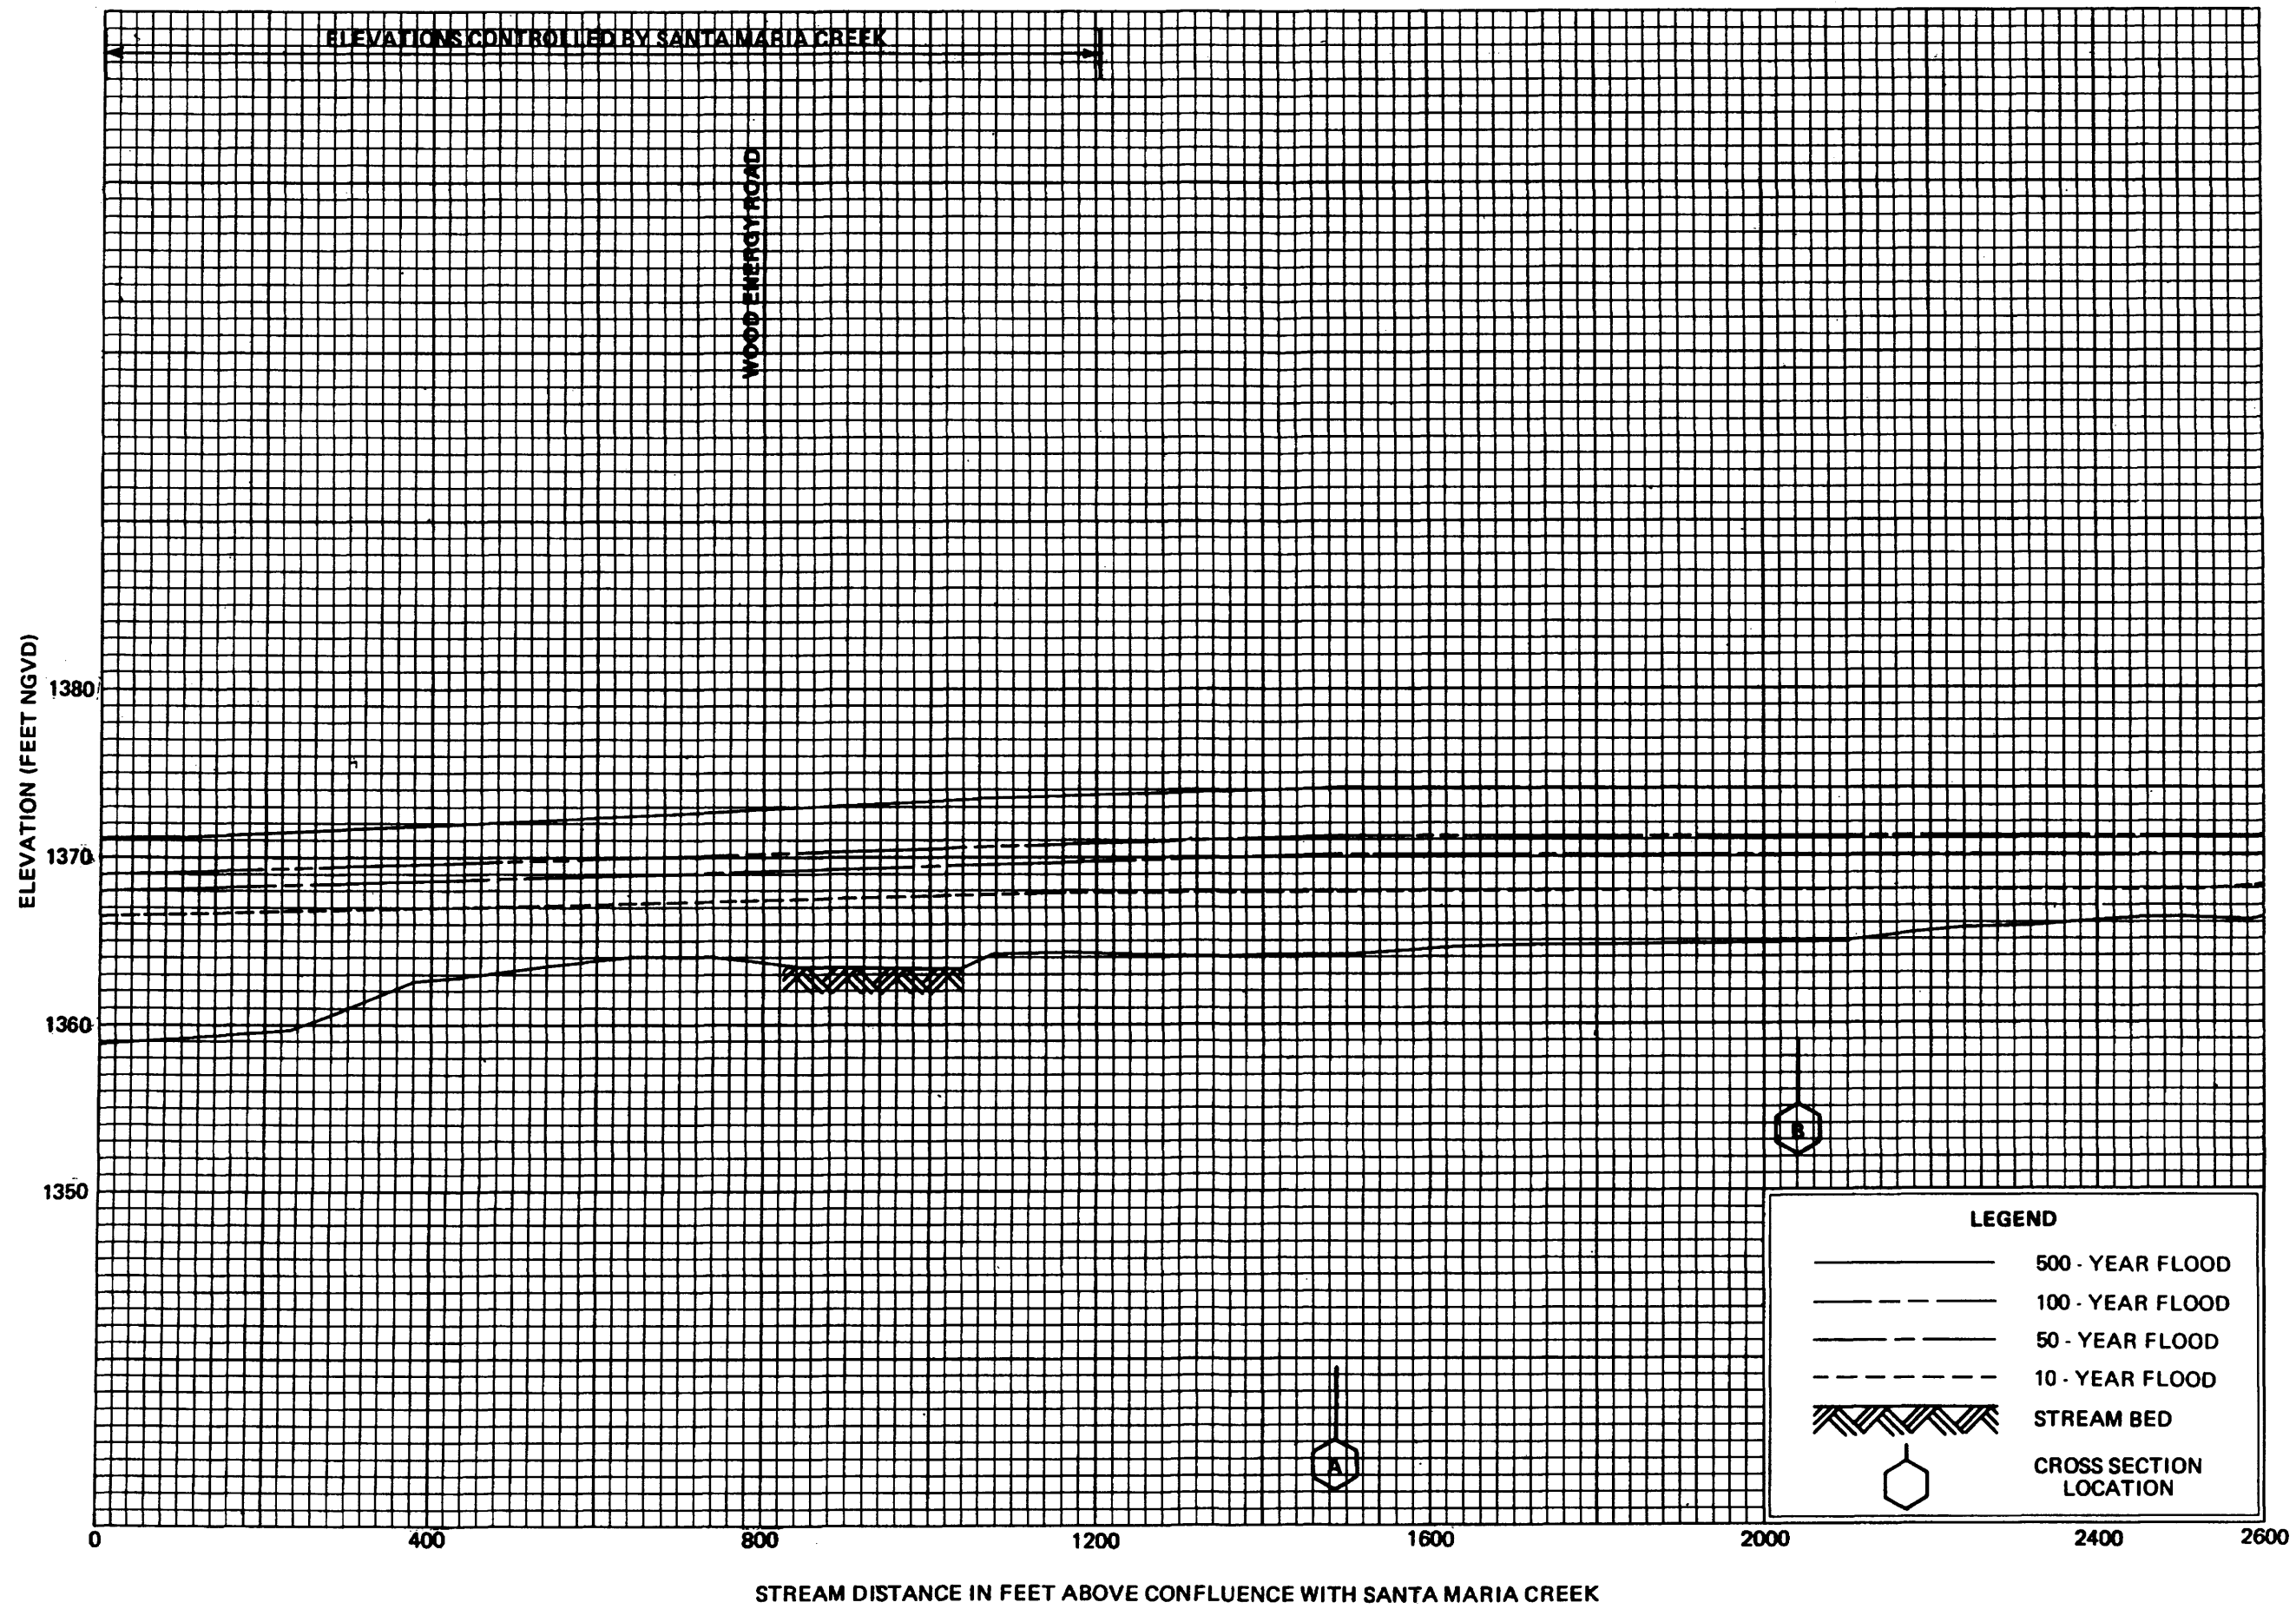 ELEVATIONS CONTROLLED BY SANTA MARIA CREEK
WOOD ENERGY ROAD
ELEVATION (FEET NGVD)
1380
1370
1360
1350
B
A
LEGEND
500 - YEAR FLOOD
100 - YEAR FLOOD
50 - YEAR FLOOD
10 - YEAR FLOOD
STREAM BED
CROSS SECTION
LOCATION
0 400 800 1200 1600 2000 2400 2600
STREAM DISTANCE IN FEET ABOVE CONFLUENCE WITH SANTA MARIA CREEK